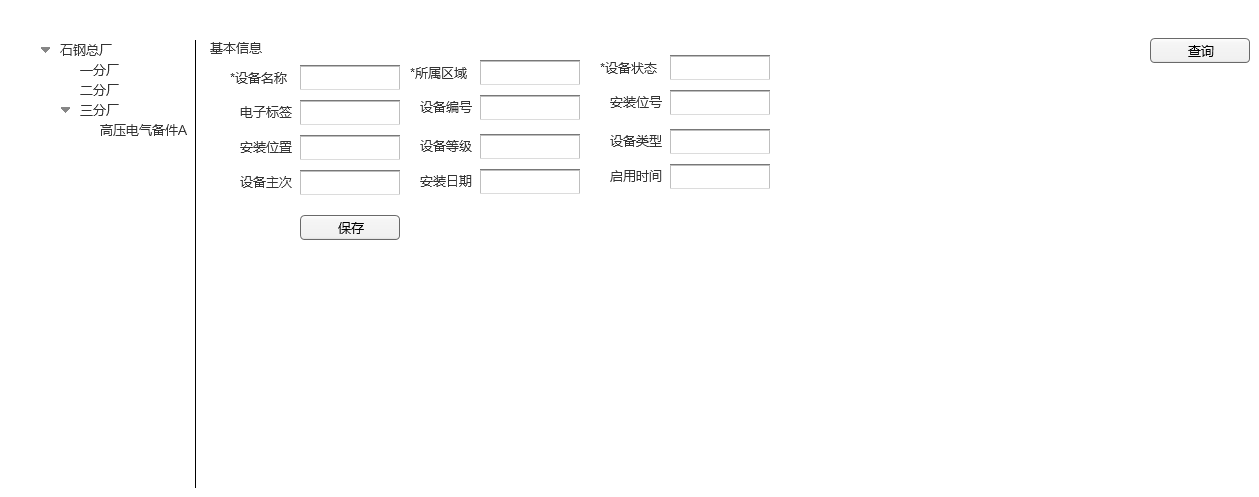 石钢总厂
一分厂
二分厂
三分厂
高压电气备件A
基本信息
查询
*设备名称 *所属区域 *设备状态
电子标签 设备编号 安装位号
安装位置 设备等级 设备类型
设备主次 安装日期 启用时间
保存